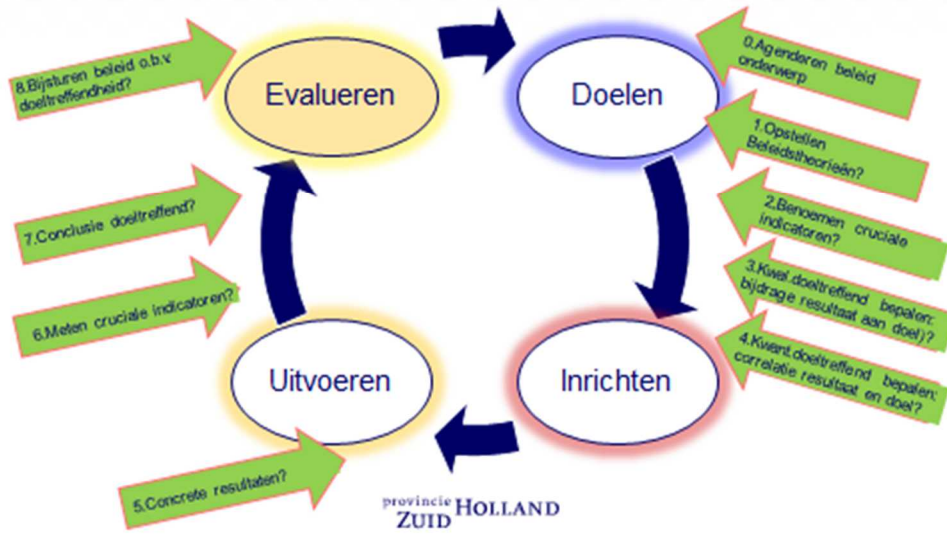 Evalueren
Doelen
Inrichten
Uitvoeren
0.Agenderen beleid
onderwerp
1.Opstellen
Beleidstheorieën?
2.Benoemen cruciale
indicatoren?
3.Kwal.doeltreffend bepalen:
bijdrage resultaat aan doel)?
4.Kwant.doeltreffend bepalen:
correlatie resultaat en doel?
5.Concrete resultaten?
6.Meten cruciale indicatoren?
7.Conclusie doeltreffend?
8.Bijsturen beleid o.b.v.
doeltreffendheid?
provincie
ZUID HOLLAND